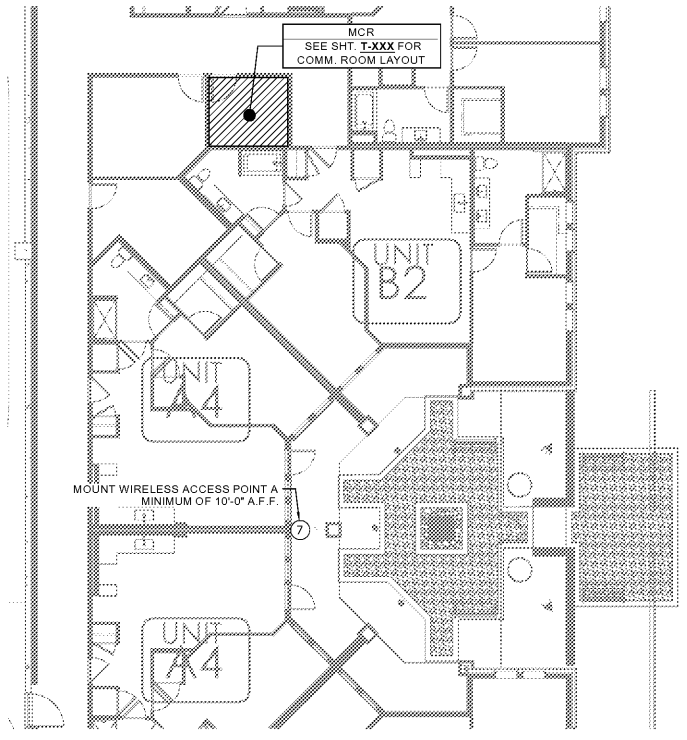 MCR
SEE SHT. T-XXX FOR
COMM. ROOM LAYOUT
UNIT
B2
UNIT
A4
MOUNT WIRELESS ACCESS POINT A
MINIMUM OF 10'-0" A.F.F.
7
UNIT
A4